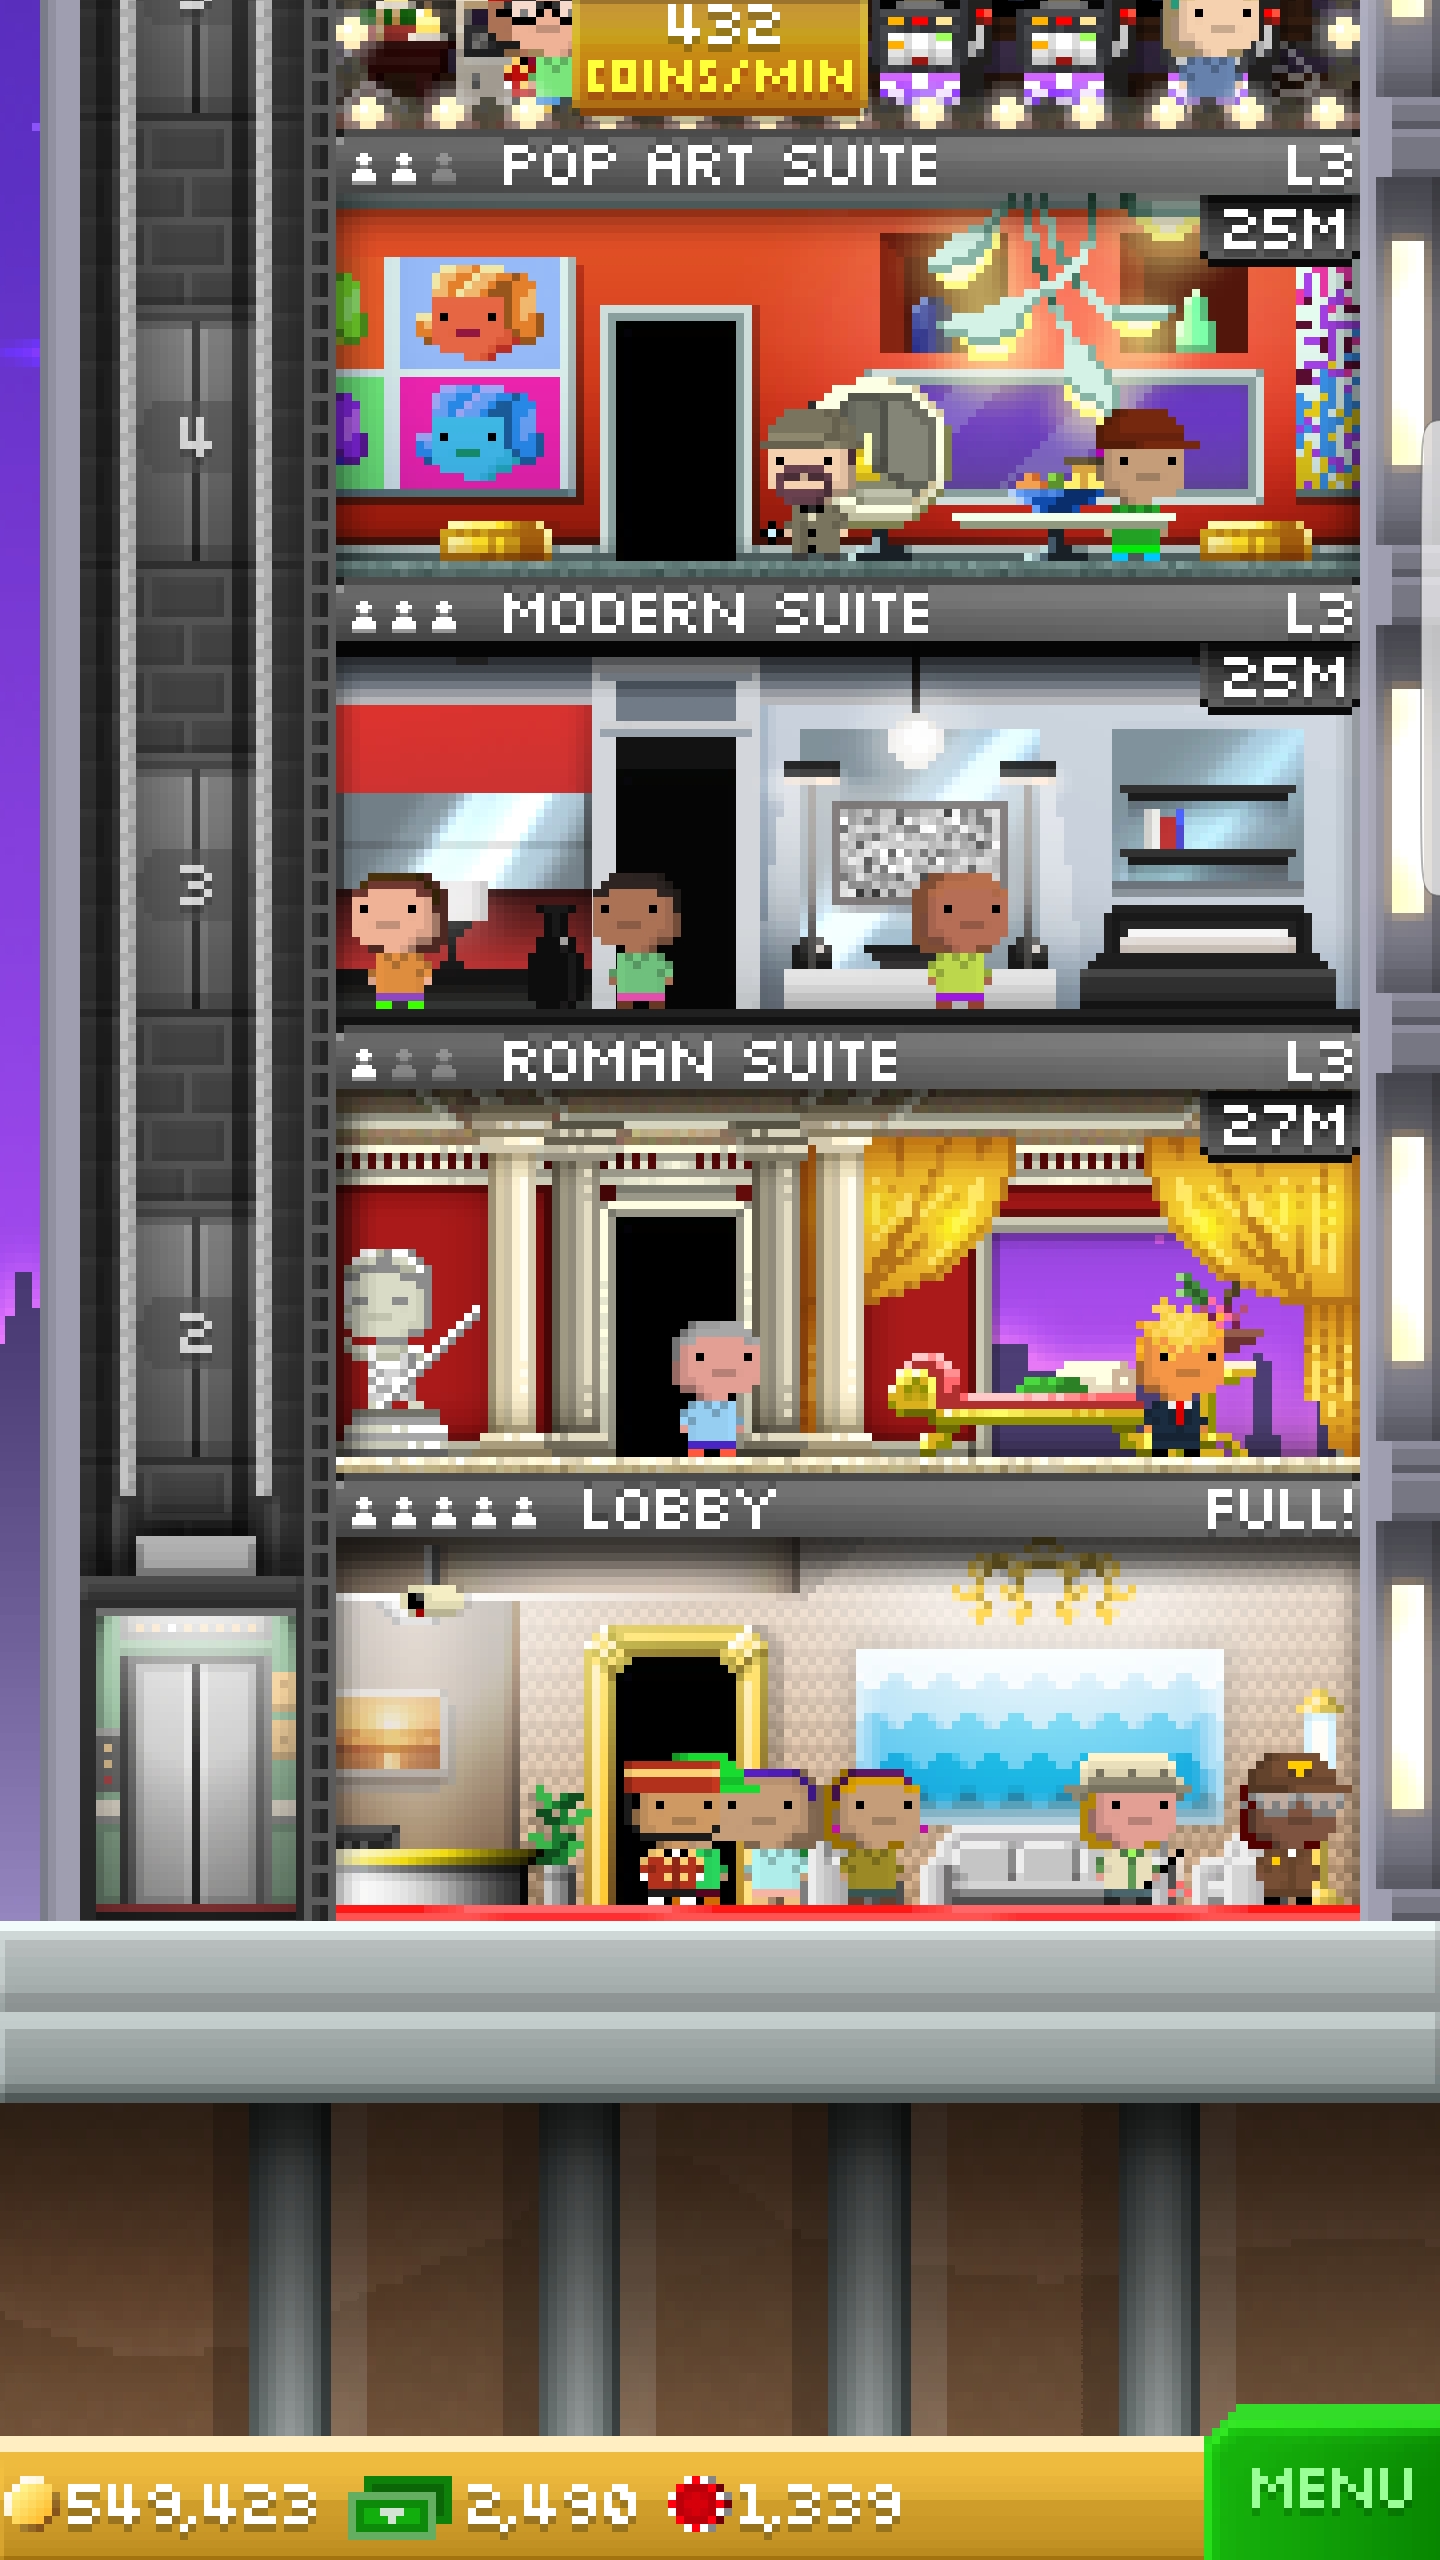 432
COINS/MIN
POP ART SUITE L3
25M
4
MODERN SUITE L3
25M
3
ROMAN SUITE L3
27M
2
LOBBY FULL!
549,423 2,490 1,339
MENU